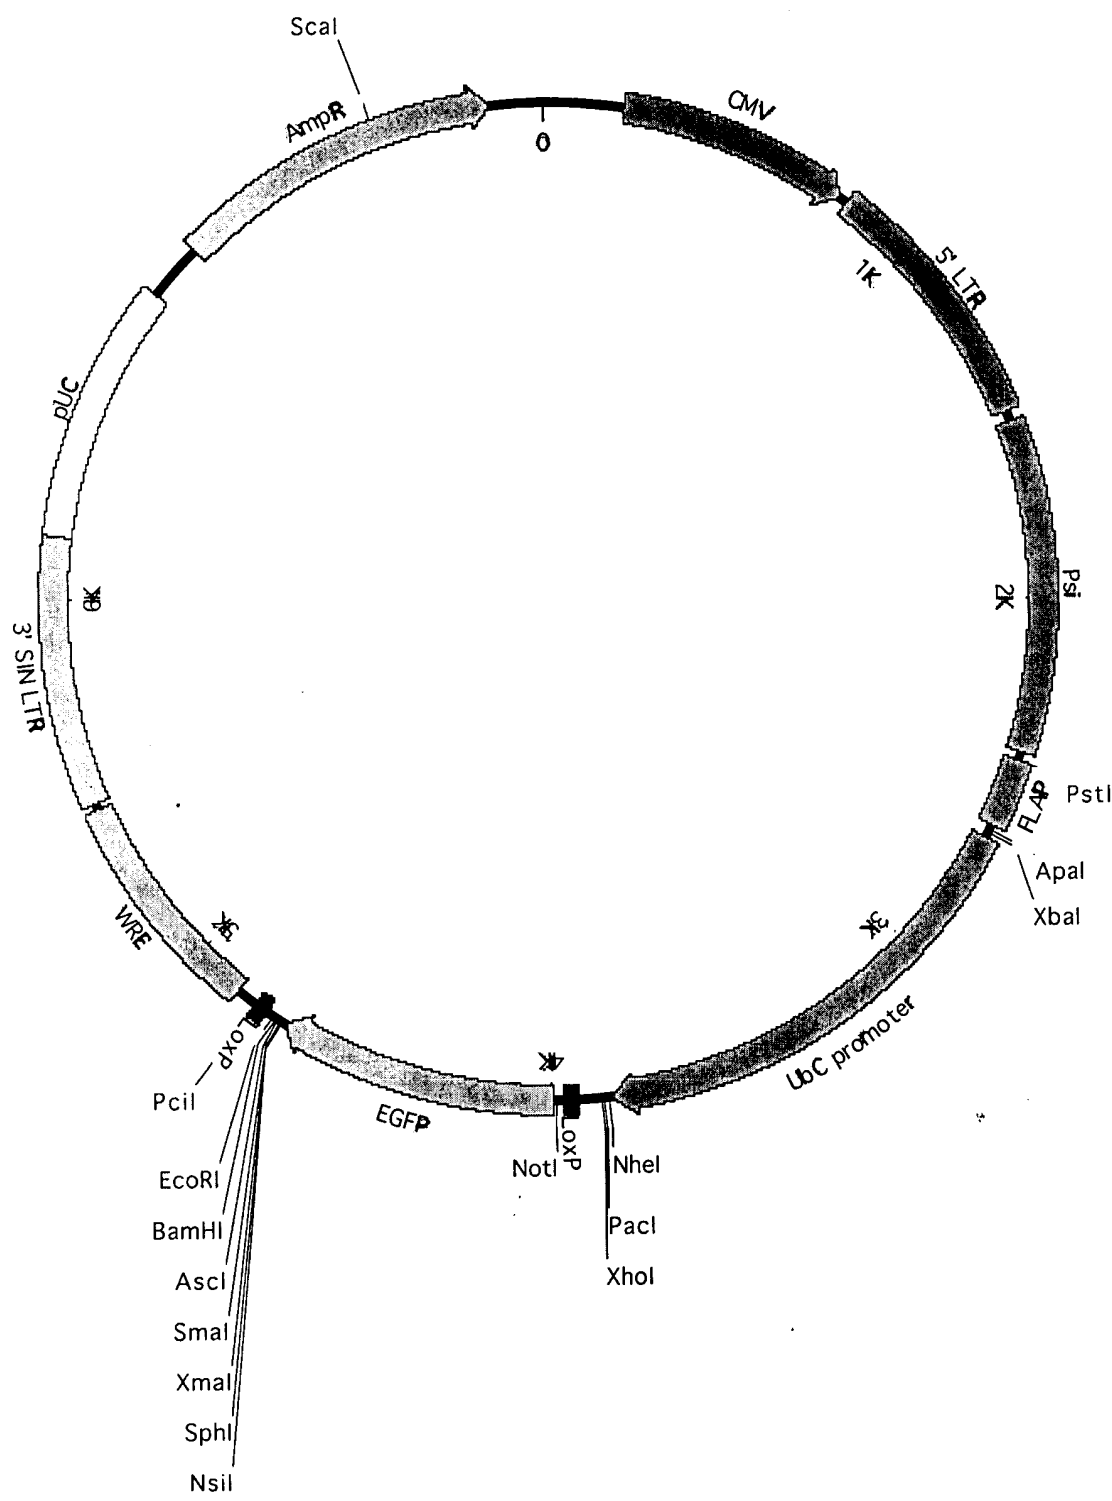 ScaI
AmpR
CMV
0
5' LTR
1K
pUC
Psi
2K
6K
3' SIN LTR
FLAP
PstI
ApaI
XbaI
3K
WRE
5K
UbC promoter
LoxP
4K
PciI
EGFP
LoxP
NotI
NheI
EcoRI
PacI
BamHI
XhoI
AscI
SmaI
XmaI
SphI
NsiI